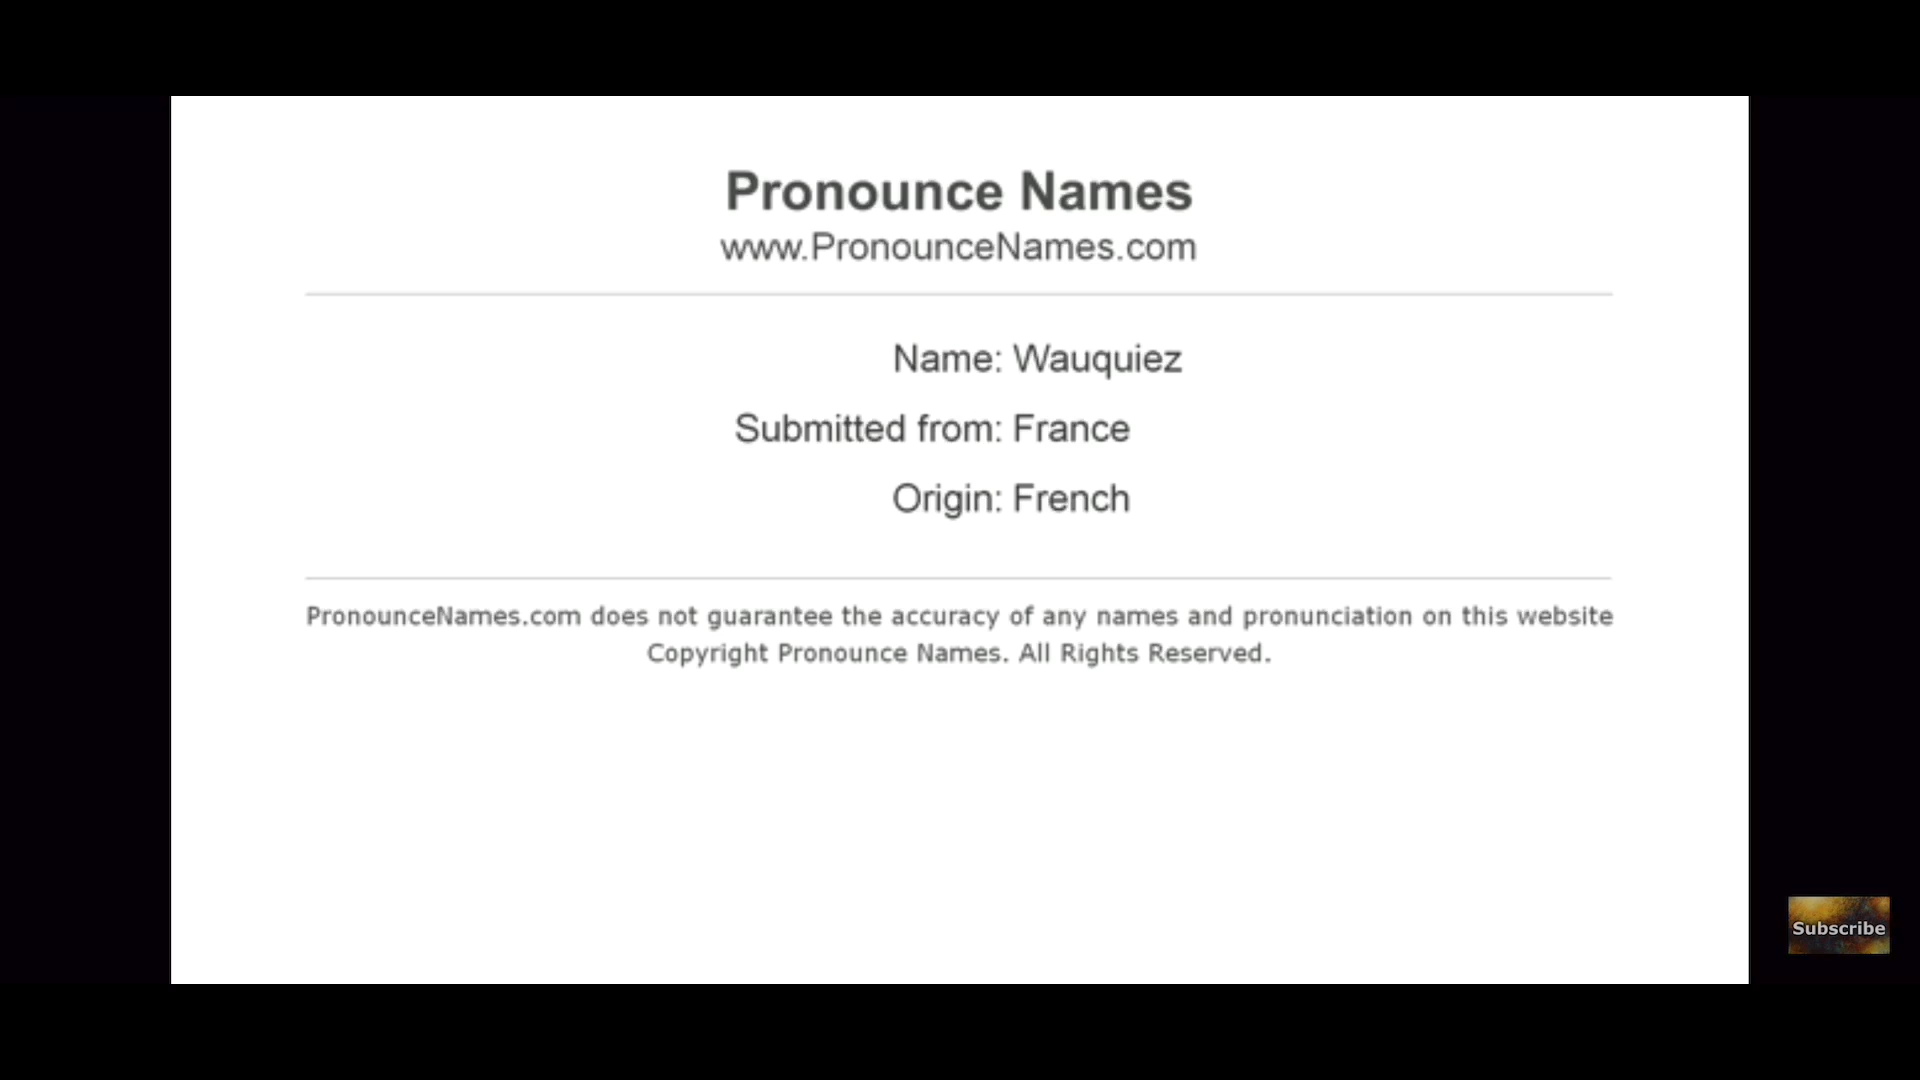 Pronounce Names
www.PronounceNames.com
Name: Wauquiez
Submitted from: France
Origin: French
PronounceNames.com does not guarantee the accuracy of any names and pronunciation on this website
Copyright Pronounce Names. All Rights Reserved.
Subscribe